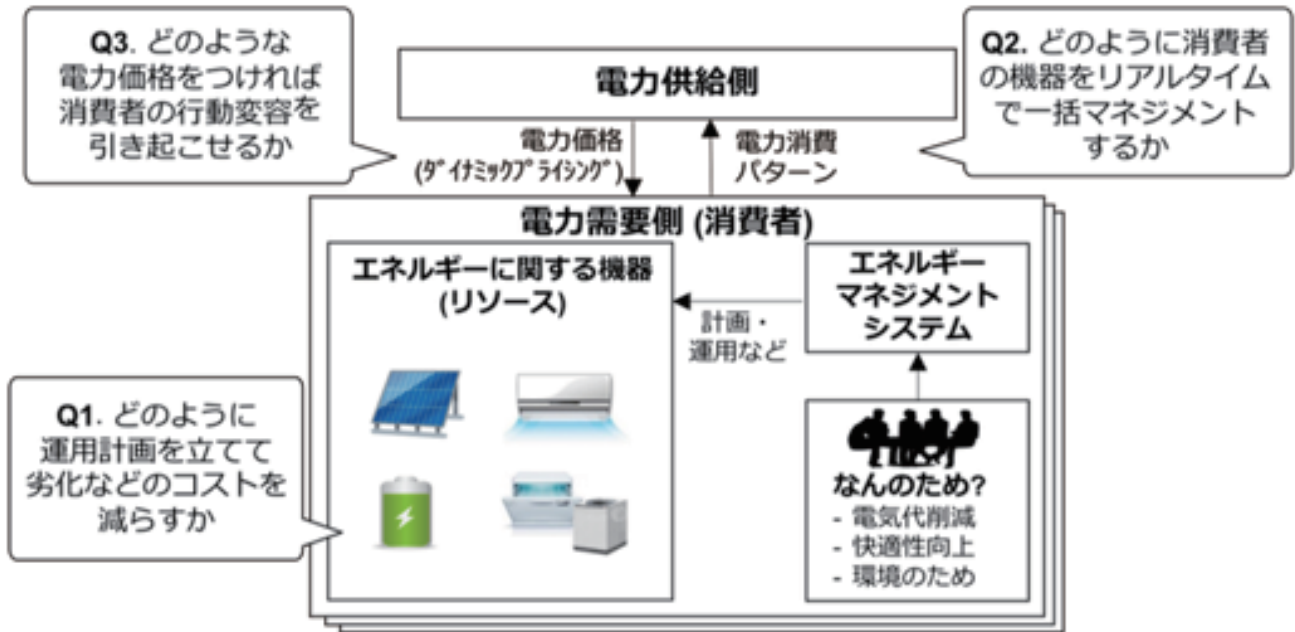 Q3. どのような
電力価格をつければ
消費者の行動変容を
引き起こせるか
Q2. どのように消費者
の機器をリアルタイム
で一括マネジメント
するか
電力供給側
電力価格
(ﾀﾞｲﾅﾐｯｸﾌﾟﾗｲｼﾝｸﾞ)
電力消費
パターン
電力需要側 (消費者)
エネルギーに関する機器
(リソース)
計画・
運用など
エネルギー
マネジメント
システム
Q1. どのように
運用計画を立てて
劣化などのコストを
減らすか
なんのため?
- 電気代削減
- 快適性向上
- 環境のため